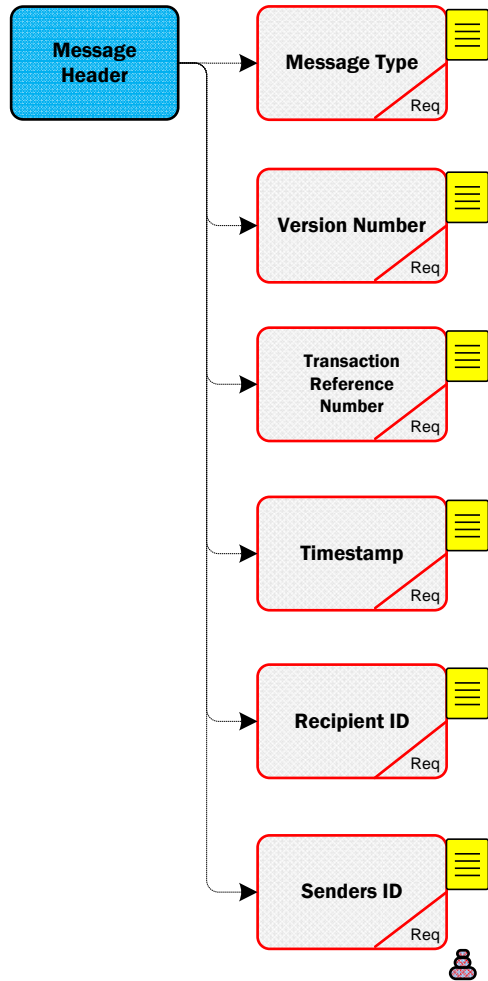 Message
Header
Message Type
Req
Version Number
Req
Transaction
Reference
Number
Req
Timestamp
Req
Recipient ID
Req
Senders ID
Req